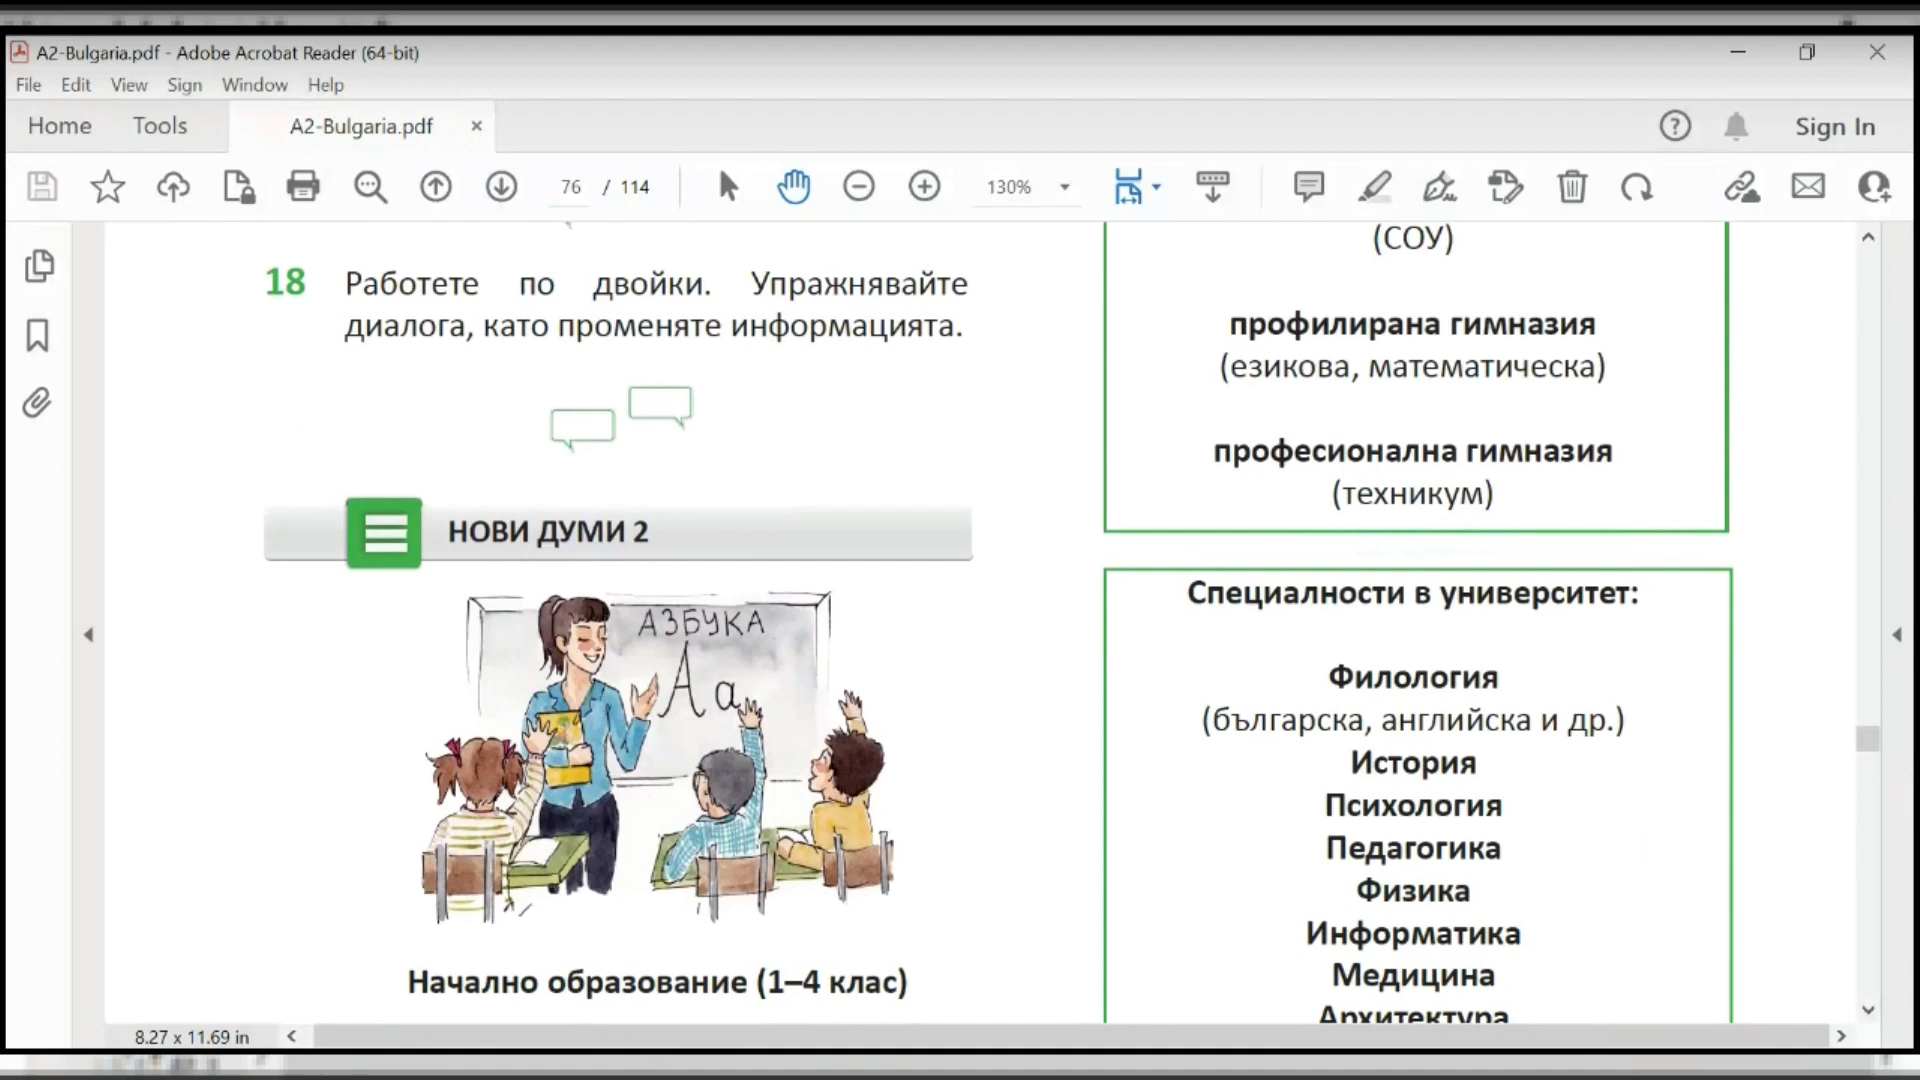 A2-Bulgaria.pdf - Adobe Acrobat Reader (64-bit)
File Edit View Sign Window Help
Home Tools A2-Bulgaria.pdf Sign In
76 / 114 130%
18 Работете по двойки. Упражнявайте
диалога, като променяте информацията.
НОВИ ДУМИ 2
АЗБУКА
Аа
Начално образование (1–4 клас)
(СОУ)
профилирана гимназия
(езикова, математическа)
професионална гимназия
(техникум)
Специалности в университет:
Филология
(българска, английска и др.)
История
Психология
Педагогика
Физика
Информатика
Медицина
Архитектура
8.27 x 11.69 in